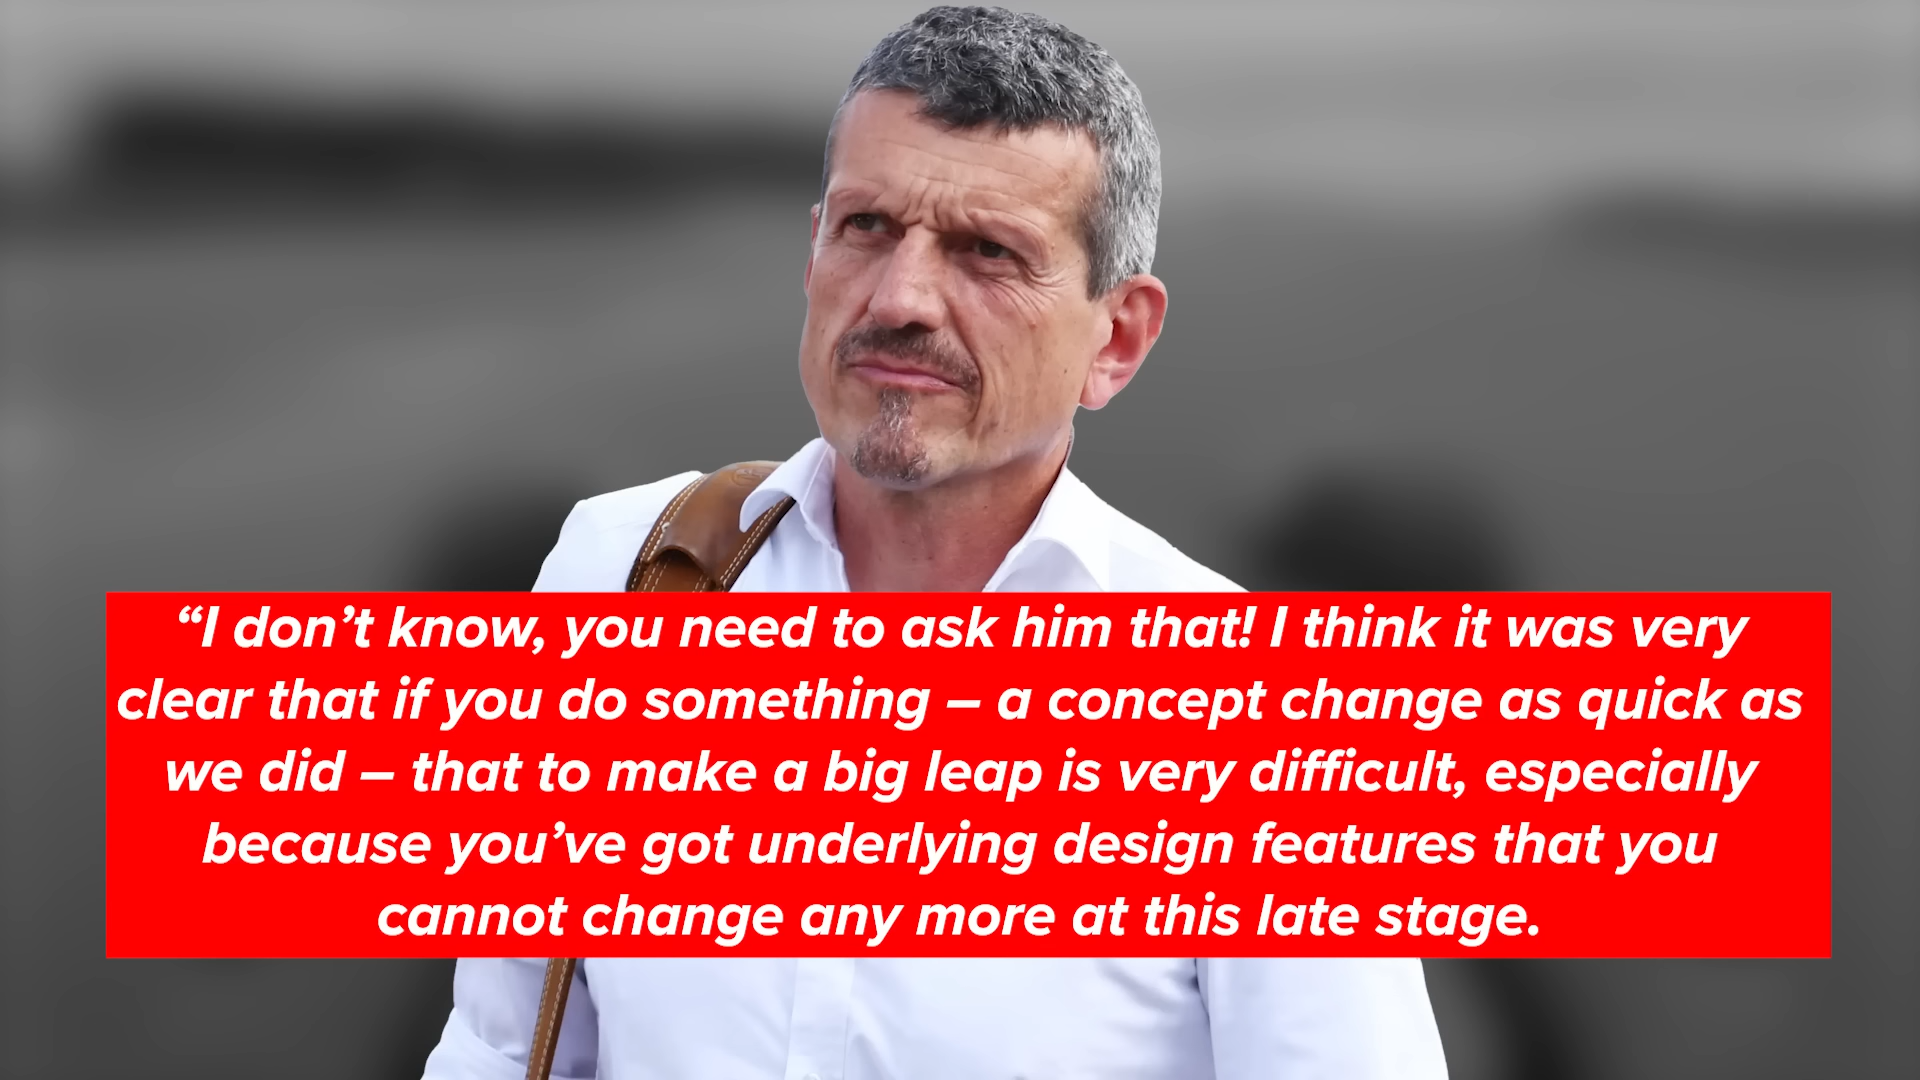 “I don’t know, you need to ask him that! I think it was very
clear that if you do something – a concept change as quick as
we did – that to make a big leap is very difficult, especially
because you’ve got underlying design features that you
cannot change any more at this late stage.